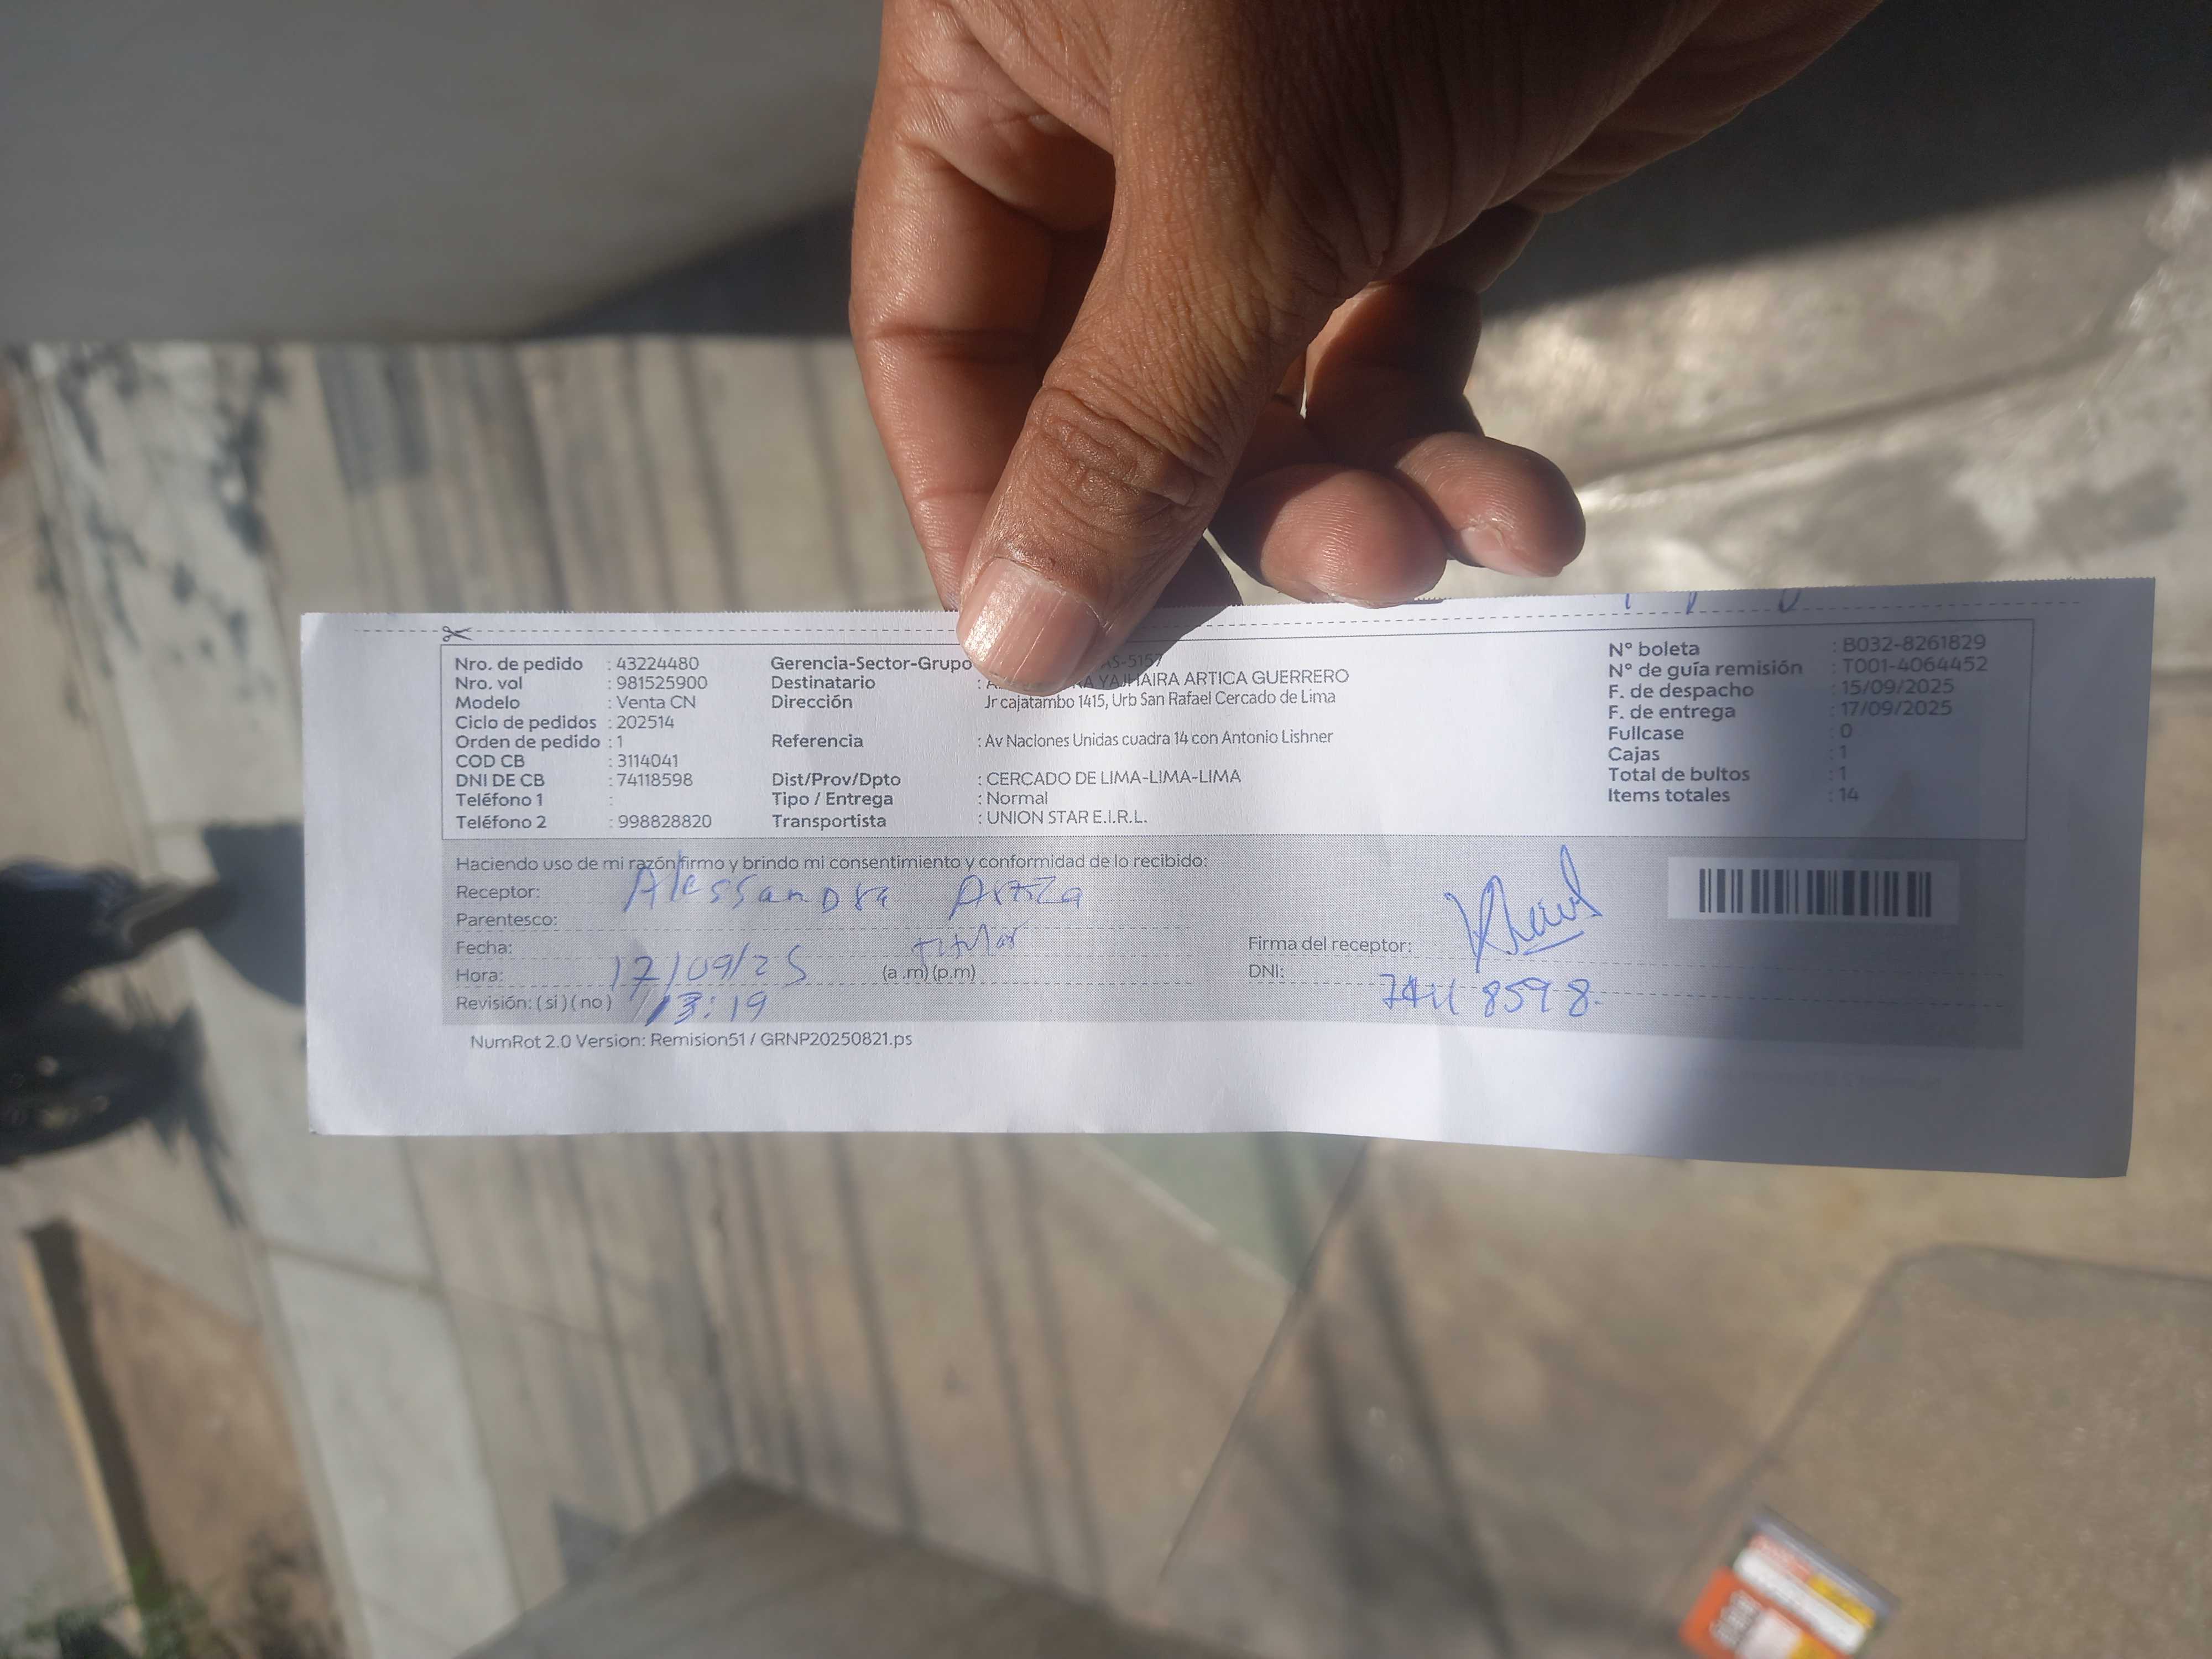 Nro. de pedido : 43224480
Nro. vol : 981525900
Modelo : Venta CN
Ciclo de pedidos : 202514
Orden de pedido : 1
COD CB : 3114041
DNI DE CB : 74118598
Teléfono 1 :
Teléfono 2 : 998828820
Gerencia-Sector-Grupo AS-5157
Destinatario : YAJHAIRA ARTICA GUERRERO
Dirección Jr cajatambo 1415, Urb San Rafael Cercado de Lima
Referencia : Av Naciones Unidas cuadra 14 con Antonio Lishner
Dist/Prov/Dpto : CERCADO DE LIMA-LIMA-LIMA
Tipo / Entrega : Normal
Transportista : UNION STAR E.I.R.L.
N° boleta : B032-8261829
N° de guía remisión : T001-4064452
F. de despacho : 15/09/2025
F. de entrega : 17/09/2025
Fullcase : 0
Cajas : 1
Total de bultos : 1
Items totales : 14
Haciendo uso de mi razón firmo y brindo mi consentimiento y conformidad de lo recibido:
Receptor: Alessandra Artica
Parentesco: titular
Fecha: 17/09/25
Hora: 13:19 (a .m) (p.m)
Revisión: ( si ) ( no )
Firma del receptor:
DNI: 74118598.
NumRot 2.0 Version: Remision51 / GRNP20250821.ps